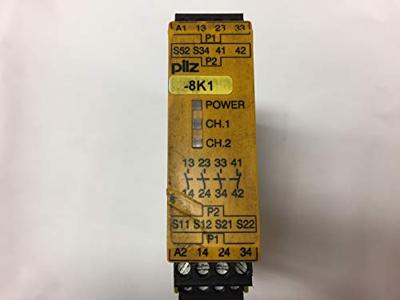 A1 13 23 33
P1
S52 S34 41 42
P2
pilz
-8K1
POWER
CH.1
CH.2
13 23 33 41
14 24 34 42
P2
S11 S12 S21 S22
P1
A2 14 24 34